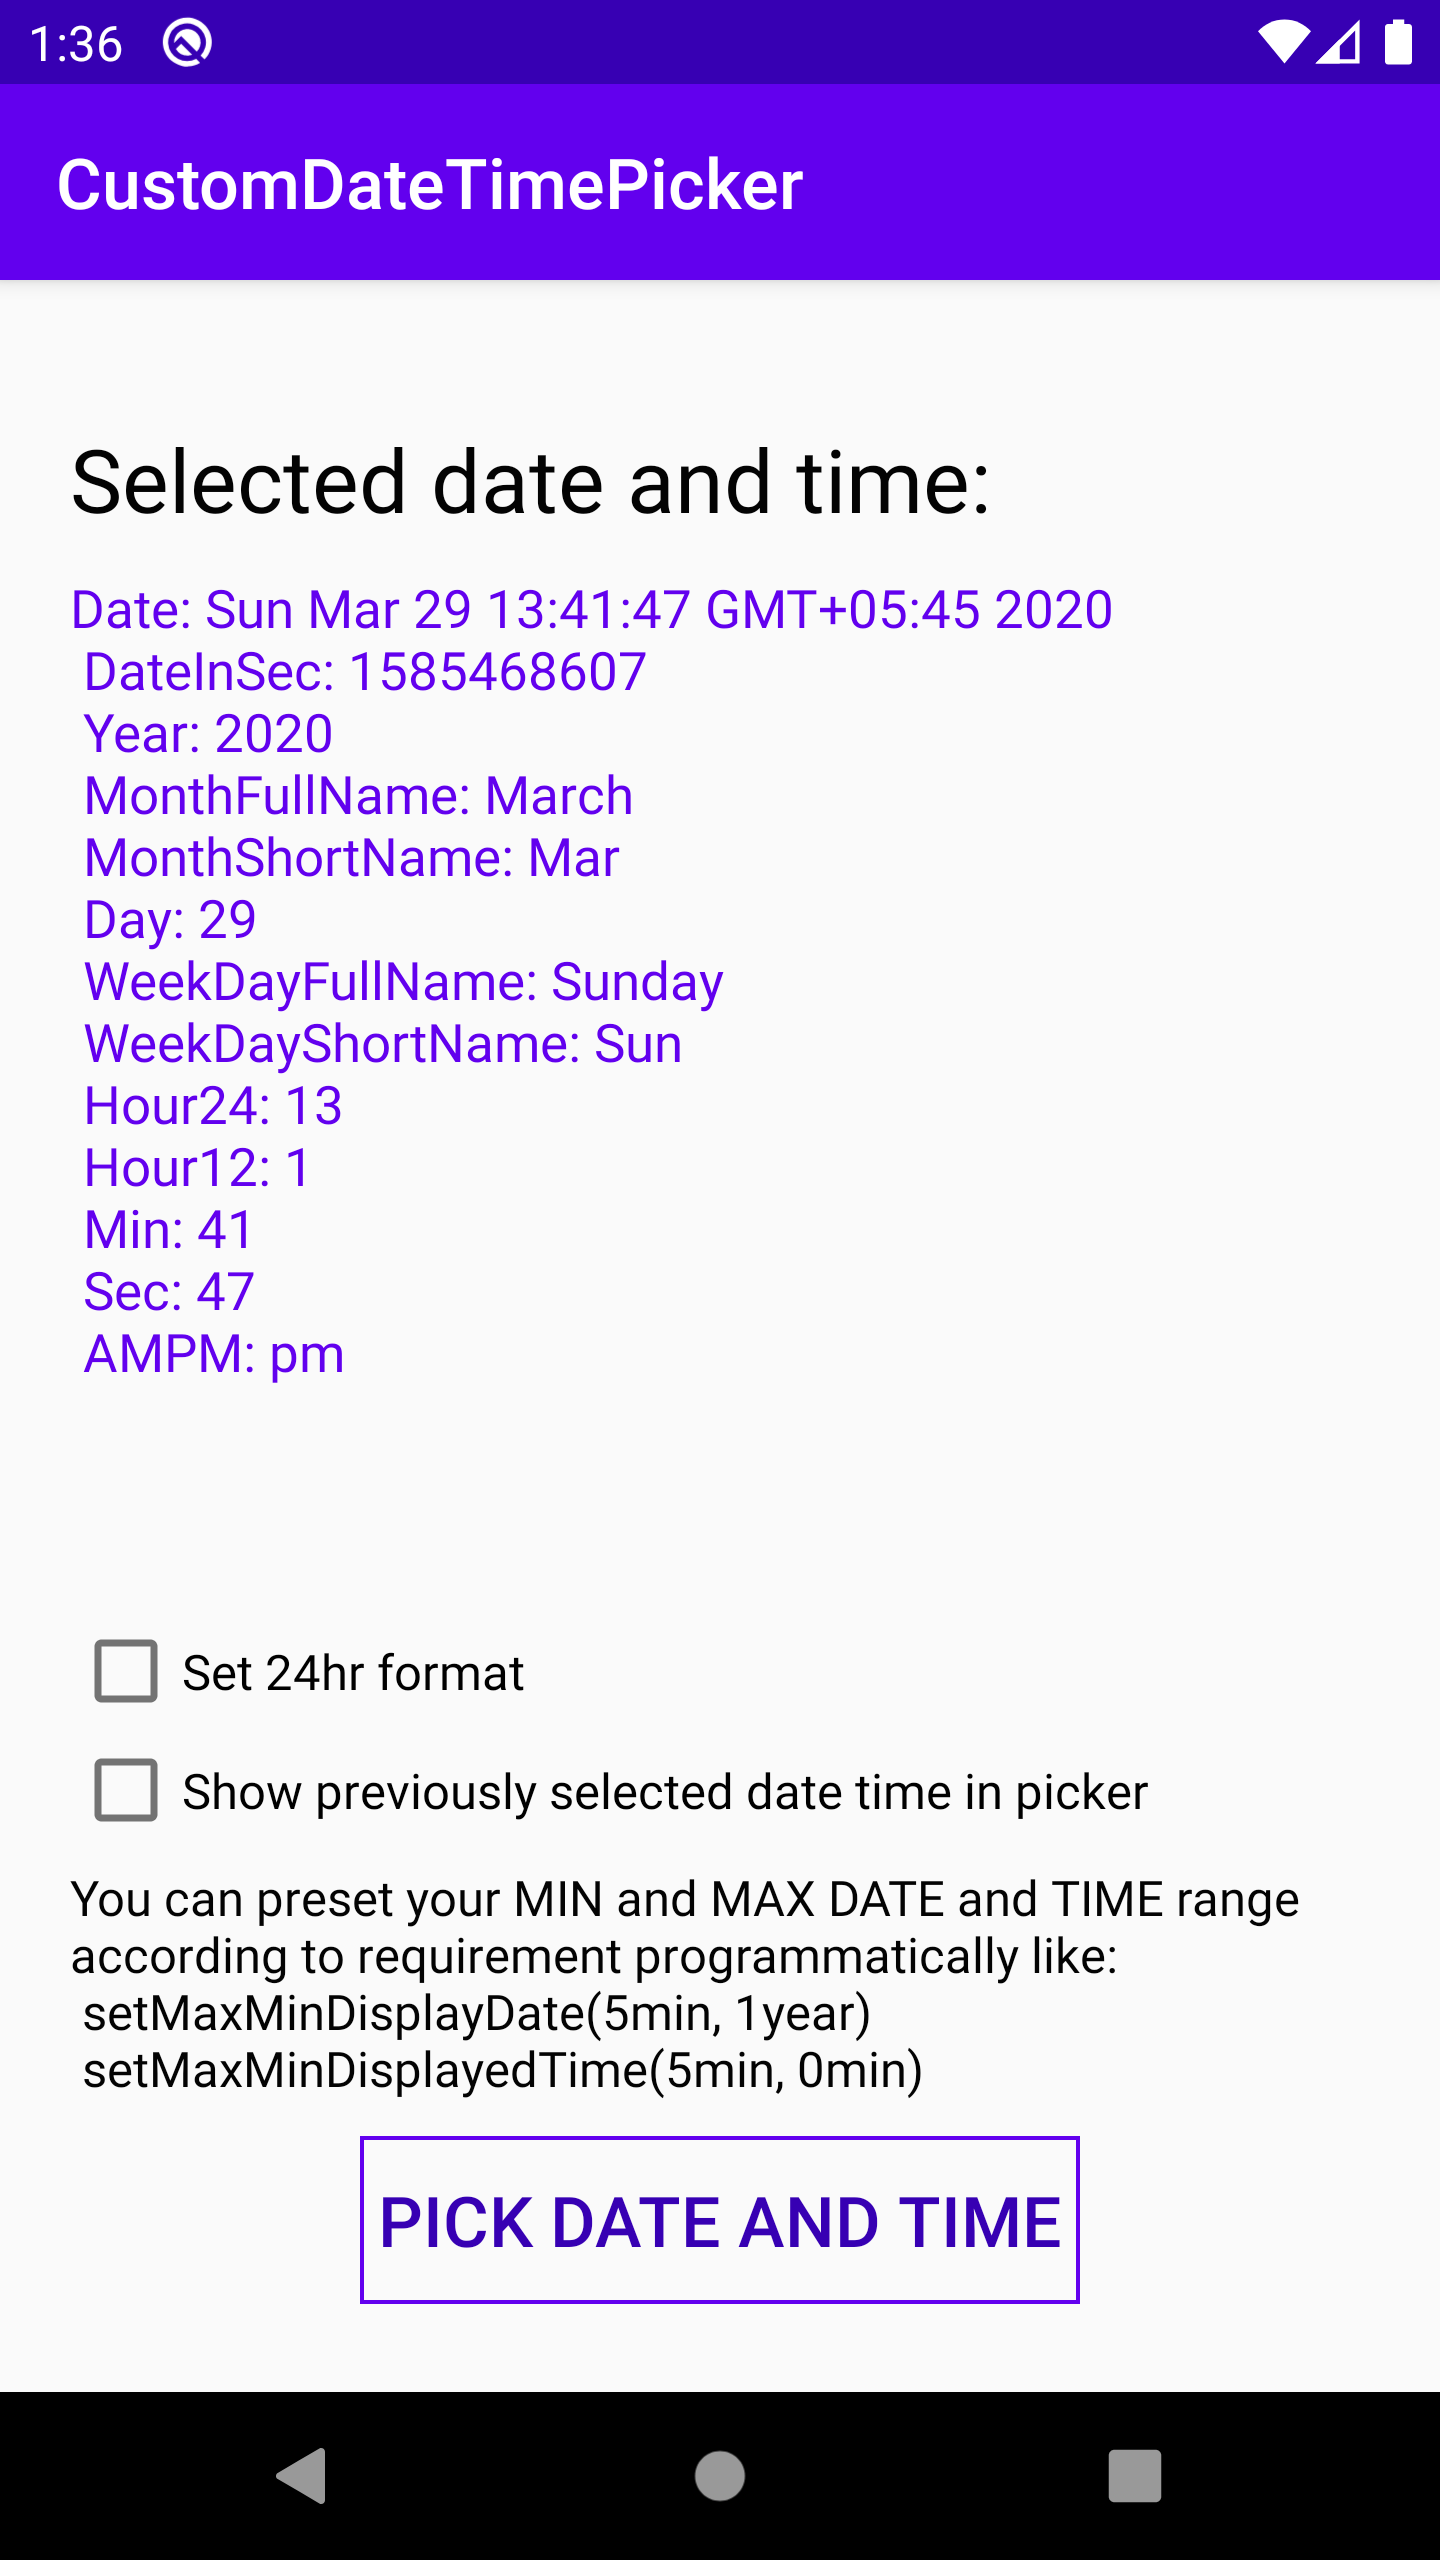 1:36
CustomDateTimePicker
Selected date and time:
Date: Sun Mar 29 13:41:47 GMT+05:45 2020
DateInSec: 1585468607
Year: 2020
MonthFullName: March
MonthShortName: Mar
Day: 29
WeekDayFullName: Sunday
WeekDayShortName: Sun
Hour24: 13
Hour12: 1
Min: 41
Sec: 47
AMPM: pm
Set 24hr format
Show previously selected date time in picker
You can preset your MIN and MAX DATE and TIME range
according to requirement programmatically like:
setMaxMinDisplayDate(5min, 1year)
setMaxMinDisplayedTime(5min, 0min)
PICK DATE AND TIME